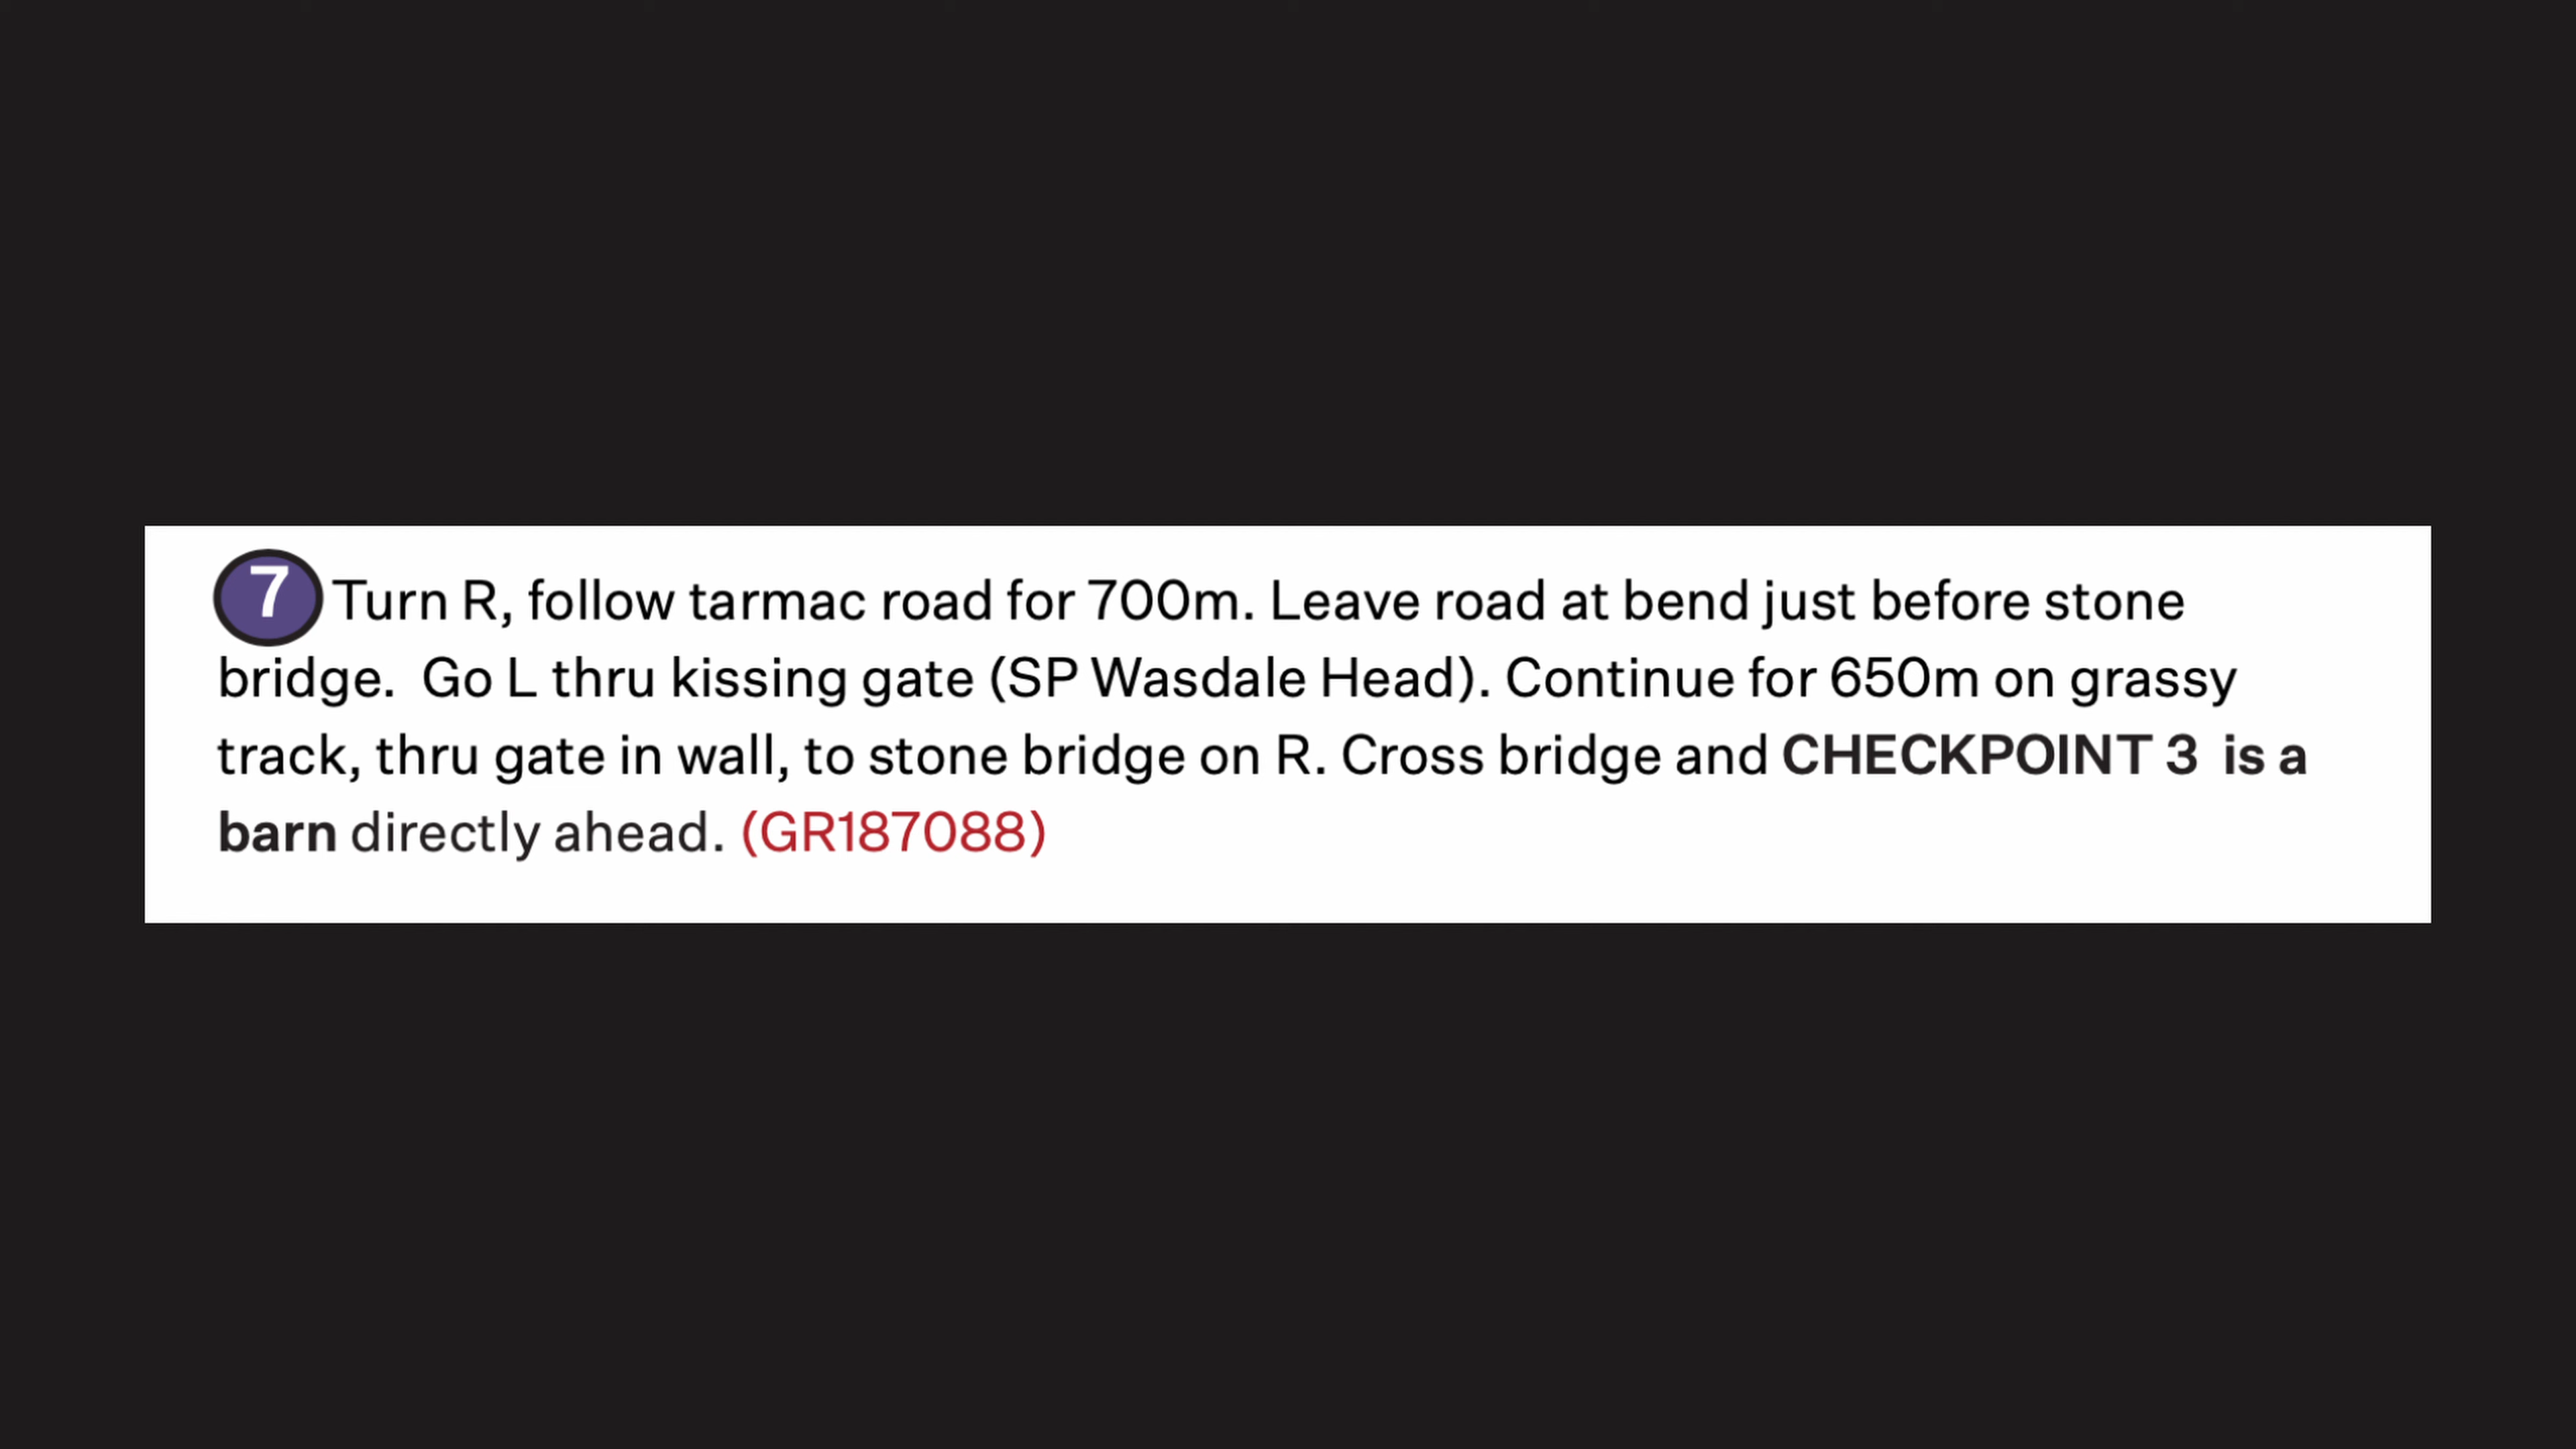 7 Turn R, follow tarmac road for 700m. Leave road at bend just before stone
bridge.  Go L thru kissing gate (SP Wasdale Head). Continue for 650m on grassy
track, thru gate in wall, to stone bridge on R. Cross bridge and CHECKPOINT 3  is a
barn directly ahead. (GR187088)